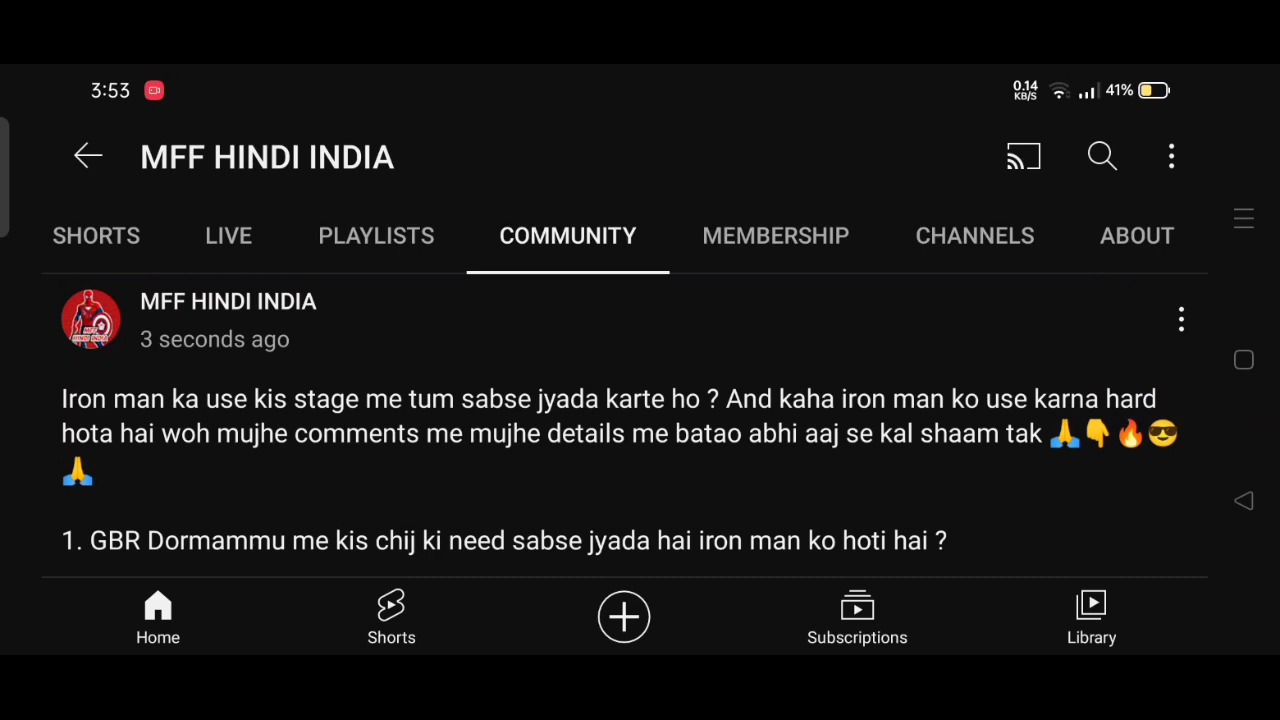 3:53
0.14
KB/S
41%
MFF HINDI INDIA
SHORTS LIVE PLAYLISTS COMMUNITY MEMBERSHIP CHANNELS ABOUT
MFF HINDI INDIA
3 seconds ago
Iron man ka use kis stage me tum sabse jyada karte ho ? And kaha iron man ko use karna hard
hota hai woh mujhe comments me mujhe details me batao abhi aaj se kal shaam tak 🙏👇🔥😎
🙏
1. GBR Dormammu me kis chij ki need sabse jyada hai iron man ko hoti hai ?
Home Shorts Subscriptions Library